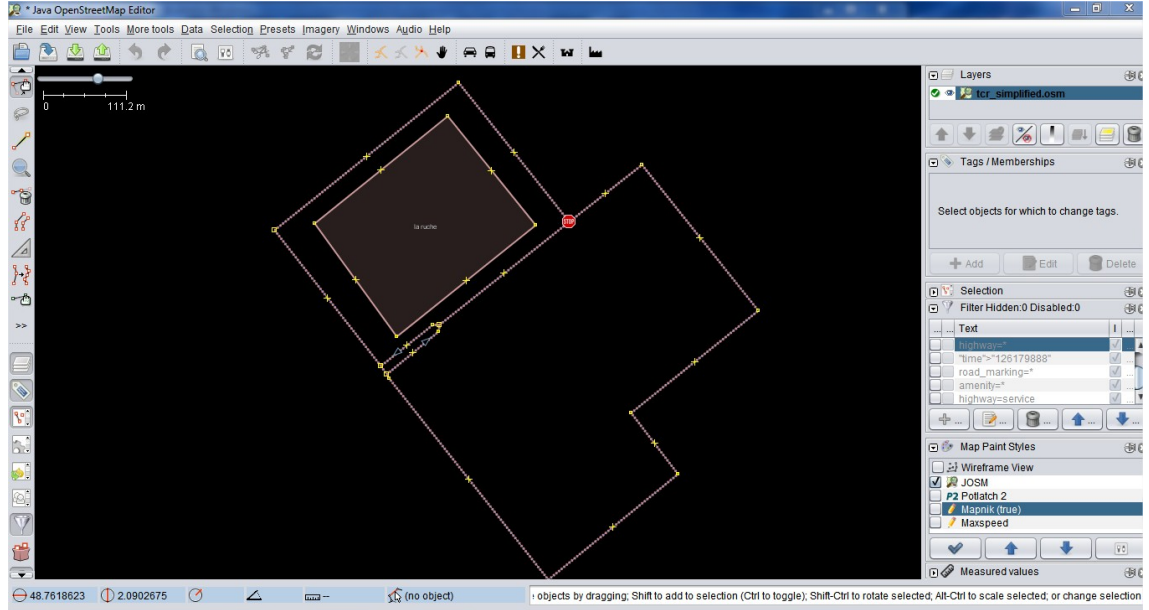 * Java OpenStreetMap Editor
File Edit View Tools More tools Data Selection Presets Imagery Windows Audio Help
0 111.2 m
la ruche
STOP
>>
Layers
tcr_simplified.osm
Tags / Memberships
Select objects for which to change tags.
Add Edit Delete
Selection
Filter Hidden:0 Disabled:0
... ... Text I ...
highway=*
"time">"126179888"
road_marking=*
amenity=*
highway=service
... ... ... ... ...
Map Paint Styles
Wireframe View
JOSM
P2 Potlatch 2
Mapnik (true)
Maxspeed
Measured values
48.7618623 2.0902675 -- (no object) objects by dragging; Shift to add to selection (Ctrl to toggle); Shift-Ctrl to rotate selected; Alt-Ctrl to scale selected; or change selection